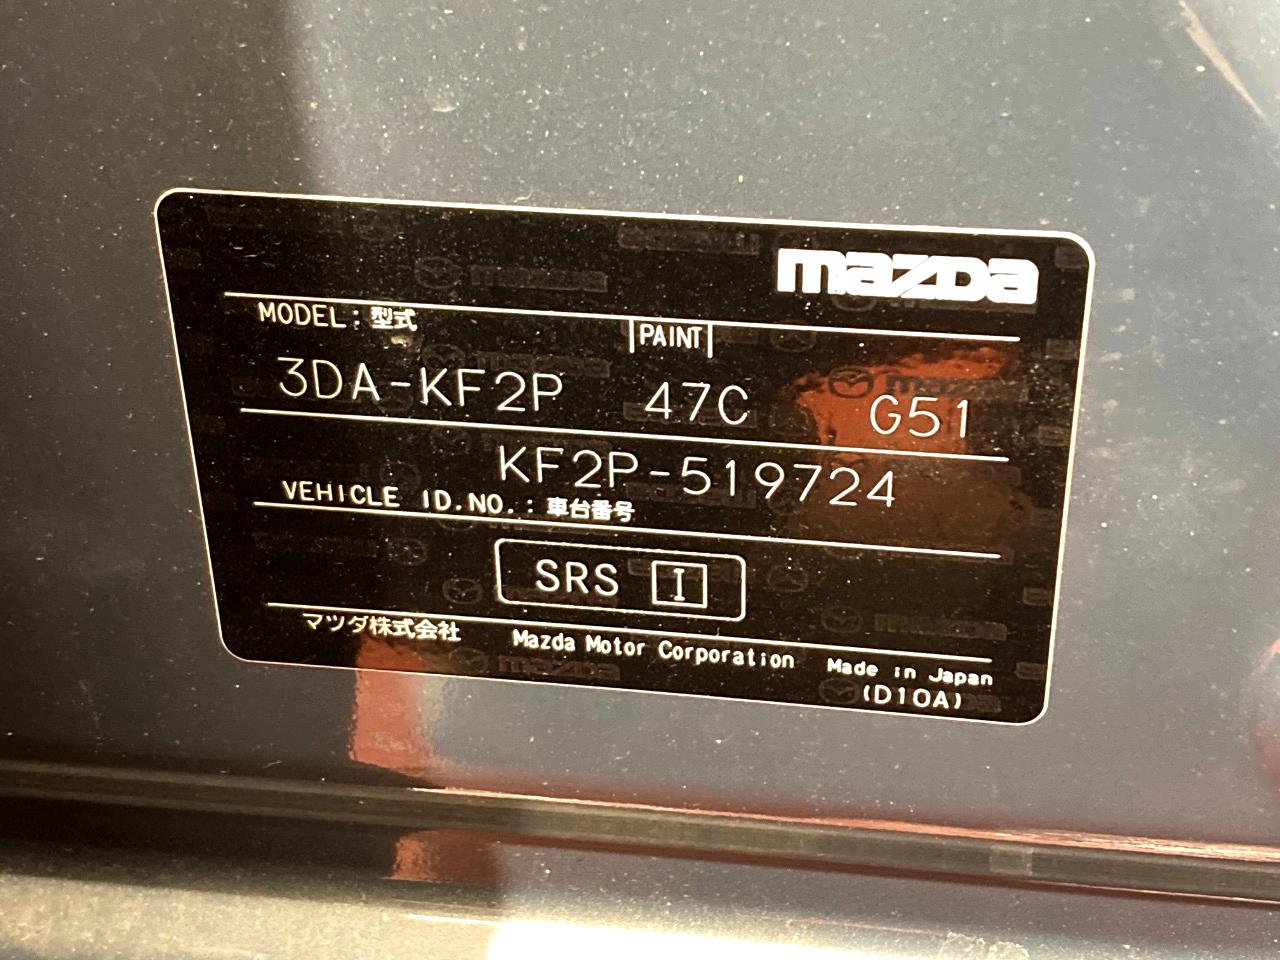 mazda
MODEL：型式 PAINT
3DA-KF2P 47C G51
KF2P-519724
VEHICLE ID.NO.：車台番号
SRS I
マツダ株式会社 Mazda Motor Corporation Made in Japan
(D10A)